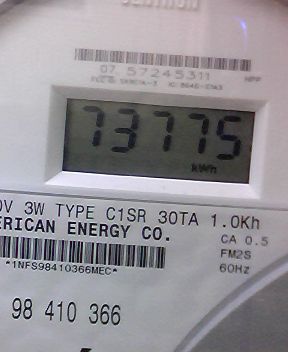 07 57245311 NPP
73775
kWh
V 3W TYPE C1SR 30TA 1.0Kh
ERICAN ENERGY CO.
CA 0.5
FM2S
*1NFS98410366MEC*
60Hz
98 410 366